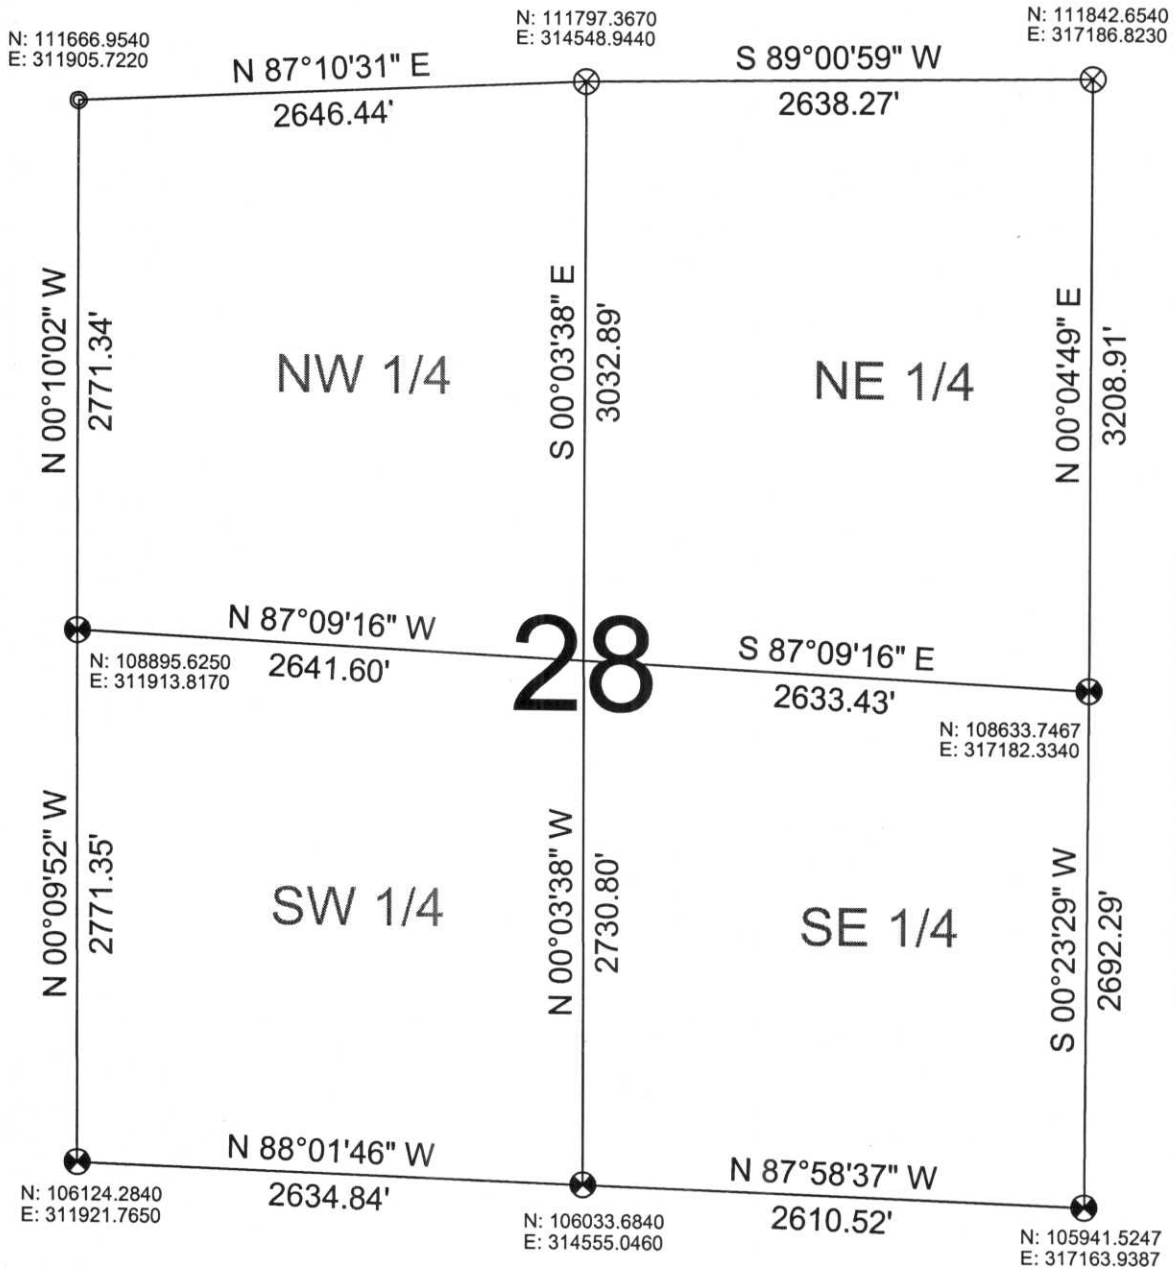 N: 111666.9540
E: 311905.7220
N: 111797.3670
E: 314548.9440
N: 111842.6540
E: 317186.8230
N 87°10'31" E
2646.44'
S 89°00'59" W
2638.27'
N 00°10'02" W
2771.34'
NW 1/4
S 00°03'38" E
3032.89'
NE 1/4
N 00°04'49" E
3208.91'
N 87°09'16" W
2641.60'
28
S 87°09'16" E
2633.43'
N: 108895.6250
E: 311913.8170
N: 108633.7467
E: 317182.3340
N 00°09'52" W
2771.35'
SW 1/4
N 00°03'38" W
2730.80'
SE 1/4
S 00°23'29" W
2692.29'
N 88°01'46" W
2634.84'
N 87°58'37" W
2610.52'
N: 106124.2840
E: 311921.7650
N: 106033.6840
E: 314555.0460
N: 105941.5247
E: 317163.9387